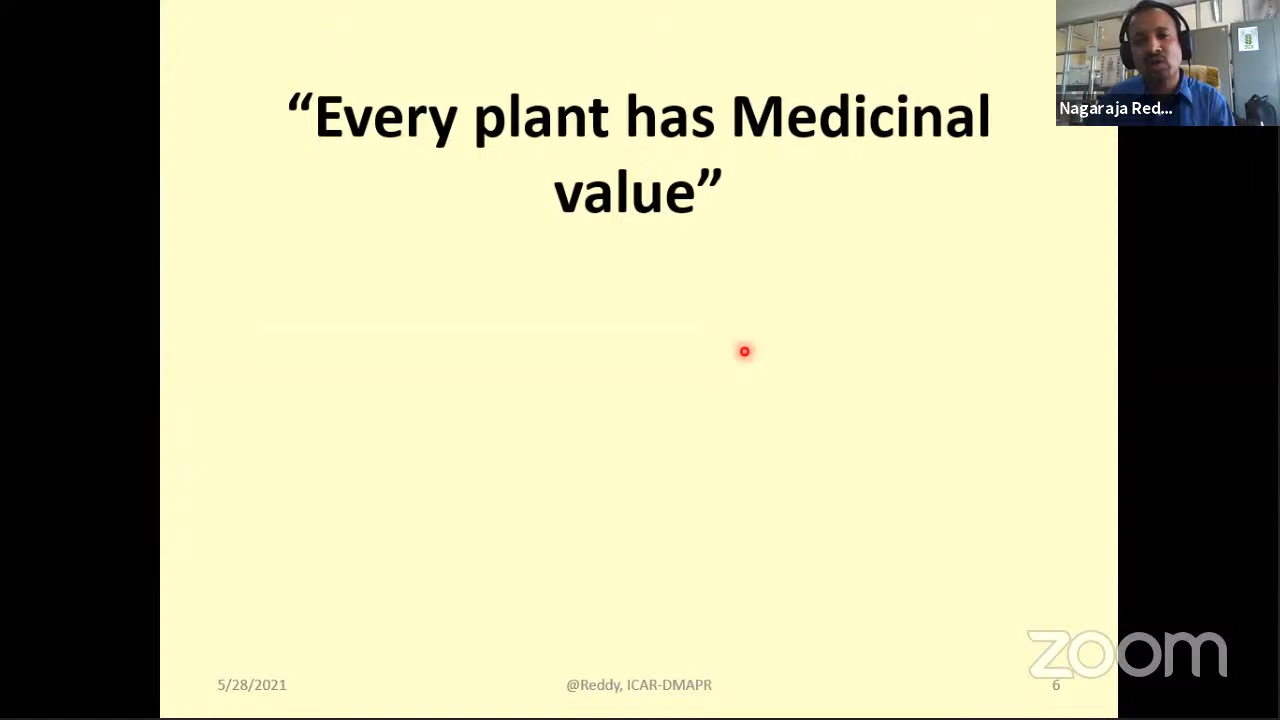 “Every plant has Medicinal
value”
Nagaraja Red...
zoom
5/28/2021
@Reddy, ICAR-DMAPR
6